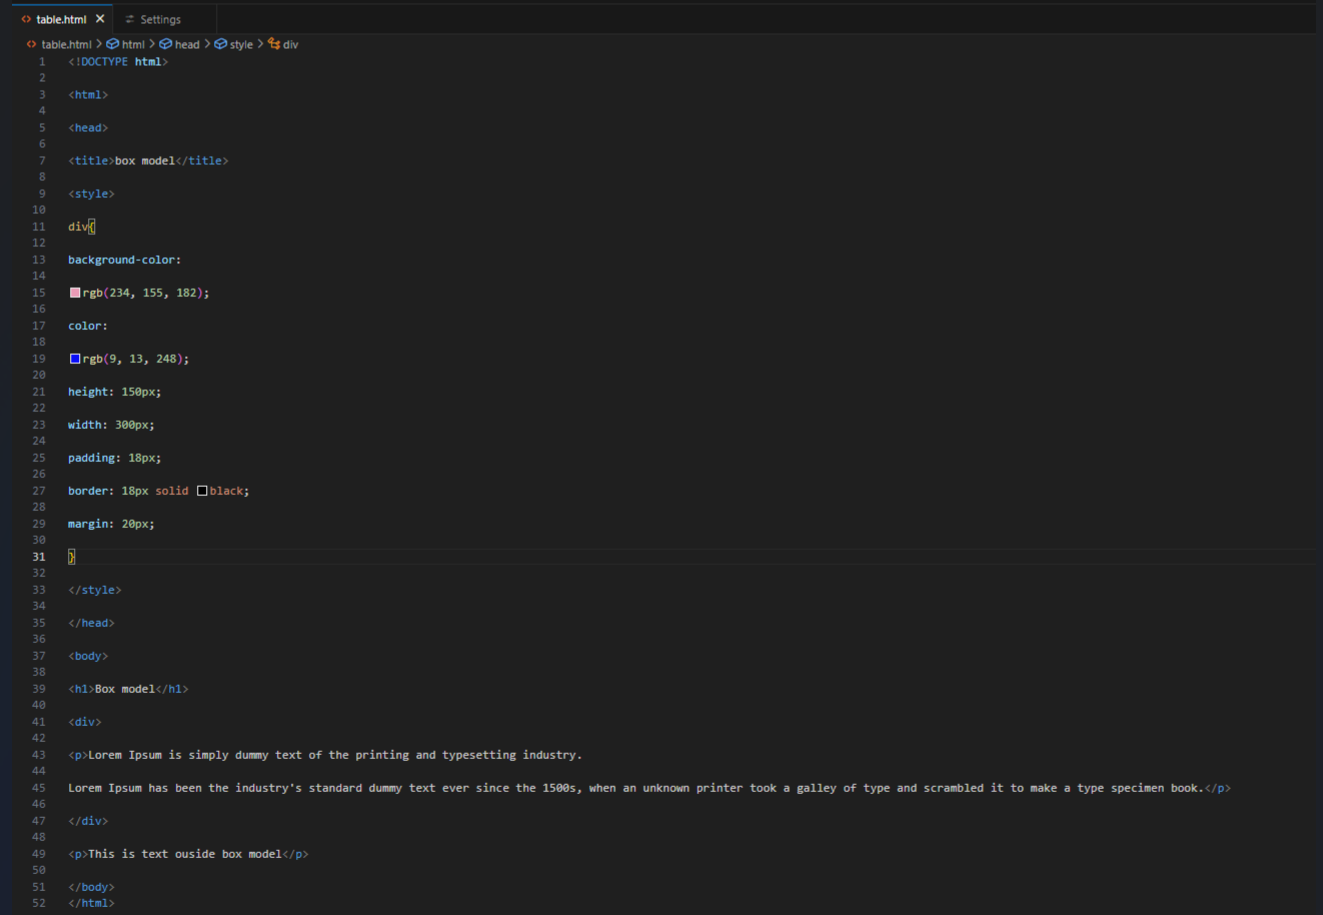 table.html
Settings
table.html > html > head > style > div
1 <!DOCTYPE html>
2
3 <html>
4
5 <head>
6
7 <title>box model</title>
8
9 <style>
10
11 div{
12
13 background-color:
14
15 rgb(234, 155, 182);
16
17 color:
18
19 rgb(9, 13, 248);
20
21 height: 150px;
22
23 width: 300px;
24
25 padding: 18px;
26
27 border: 18px solid black;
28
29 margin: 20px;
30
31 }
32
33 </style>
34
35 </head>
36
37 <body>
38
39 <h1>Box model</h1>
40
41 <div>
42
43 <p>Lorem Ipsum is simply dummy text of the printing and typesetting industry.
44
45 Lorem Ipsum has been the industry's standard dummy text ever since the 1500s, when an unknown printer took a galley of type and scrambled it to make a type specimen book.</p>
46
47 </div>
48
49 <p>This is text ouside box model</p>
50
51 </body>
52 </html>